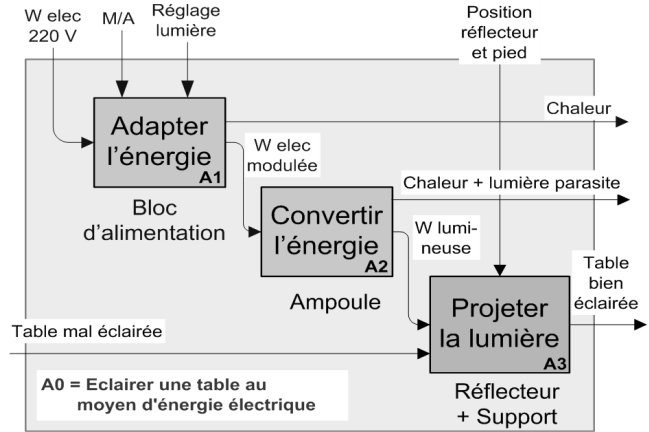 W elec
220 V
M/A
Réglage
lumière
Position
réflecteur
et pied
Adapter
l'énergie
A1
Chaleur
W elec
modulée
Bloc
d'alimentation
Chaleur + lumière parasite
Convertir
l'énergie
A2
W lumi-
neuse
Ampoule
Table
bien
éclairée
Table mal éclairée
Projeter
la lumière
A3
A0 = Eclairer une table au
moyen d'énergie électrique
Réflecteur
+ Support